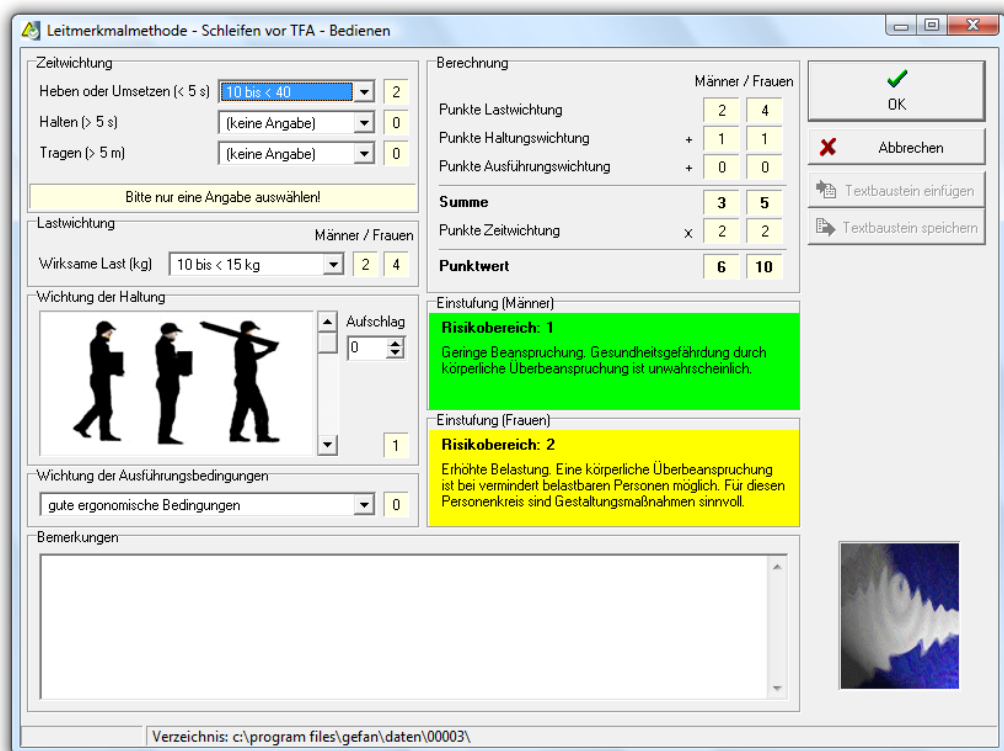 Leitmerkmalmethode - Schleifen vor TFA - Bedienen
Zeitwichtung
Heben oder Umsetzen (< 5 s) 10 bis < 40 2
Halten (> 5 s) (keine Angabe) 0
Tragen (> 5 m) (keine Angabe) 0
Bitte nur eine Angabe auswählen!
Lastwichtung
Männer / Frauen
Wirksame Last (kg) 10 bis < 15 kg 2 4
Wichtung der Haltung
Aufschlag
0
1
Wichtung der Ausführungsbedingungen
gute ergonomische Bedingungen 0
Berechnung
Männer / Frauen
Punkte Lastwichtung 2 4
Punkte Haltungswichtung + 1 1
Punkte Ausführungswichtung + 0 0
Summe 3 5
Punkte Zeitwichtung x 2 2
Punktwert 6 10
Einstufung (Männer)
Risikobereich: 1
Geringe Beanspruchung. Gesundheitsgefährdung durch
körperliche Überbeanspruchung ist unwahrscheinlich.
Einstufung (Frauen)
Risikobereich: 2
Erhöhte Belastung. Eine körperliche Überbeanspruchung
ist bei vermindert belastbaren Personen möglich. Für diesen
Personenkreis sind Gestaltungsmaßnahmen sinnvoll.
OK
Abbrechen
Textbaustein einfügen
Textbaustein speichern
Bemerkungen
Verzeichnis: c:\program files\gefan\daten\00003\